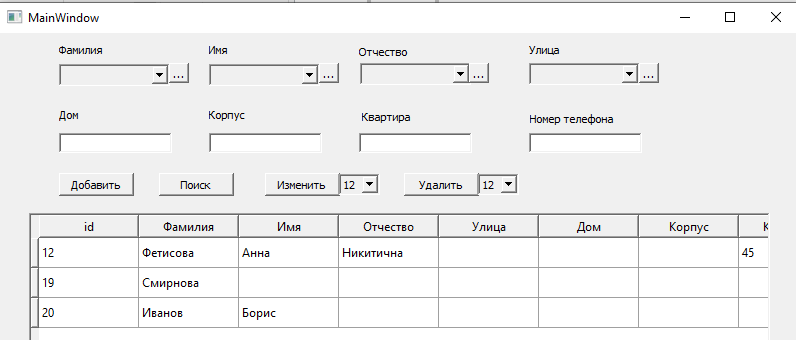 MainWindow
Фамилия Имя Отчество Улица
... ... ... ...
Дом Корпус Квартира Номер телефона
Добавить Поиск Изменить 12 Удалить 12
id Фамилия Имя Отчество Улица Дом Корпус
12 Фетисова Анна Никитична 45
19 Смирнова
20 Иванов Борис